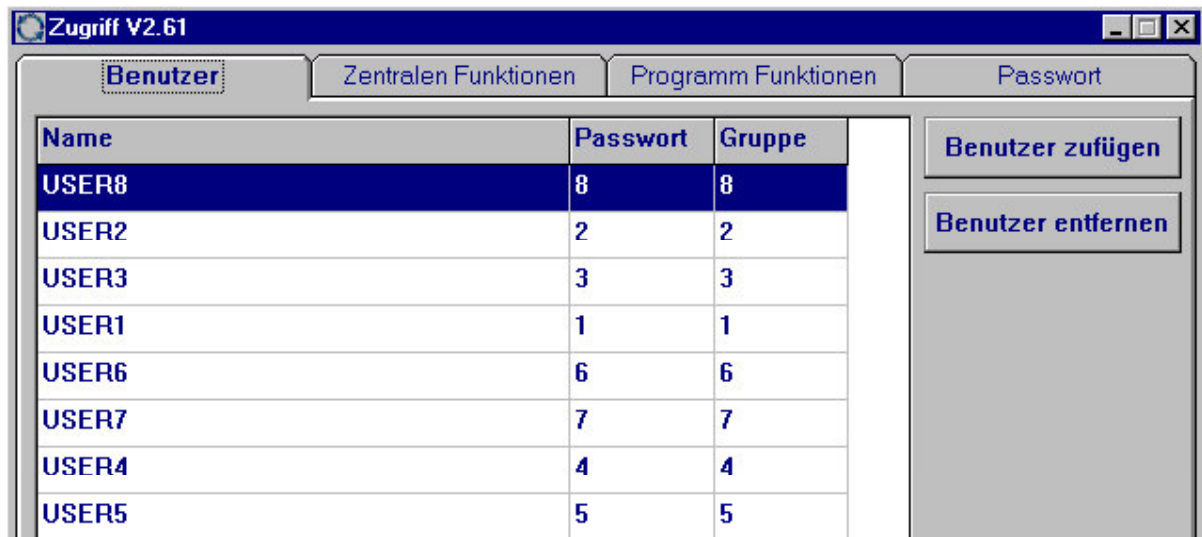 Zugriff V2.61
Benutzer Zentralen Funktionen Programm Funktionen Passwort
Name Passwort Gruppe
Benutzer zufügen
USER8 8 8
USER2 2 2
Benutzer entfernen
USER3 3 3
USER1 1 1
USER6 6 6
USER7 7 7
USER4 4 4
USER5 5 5